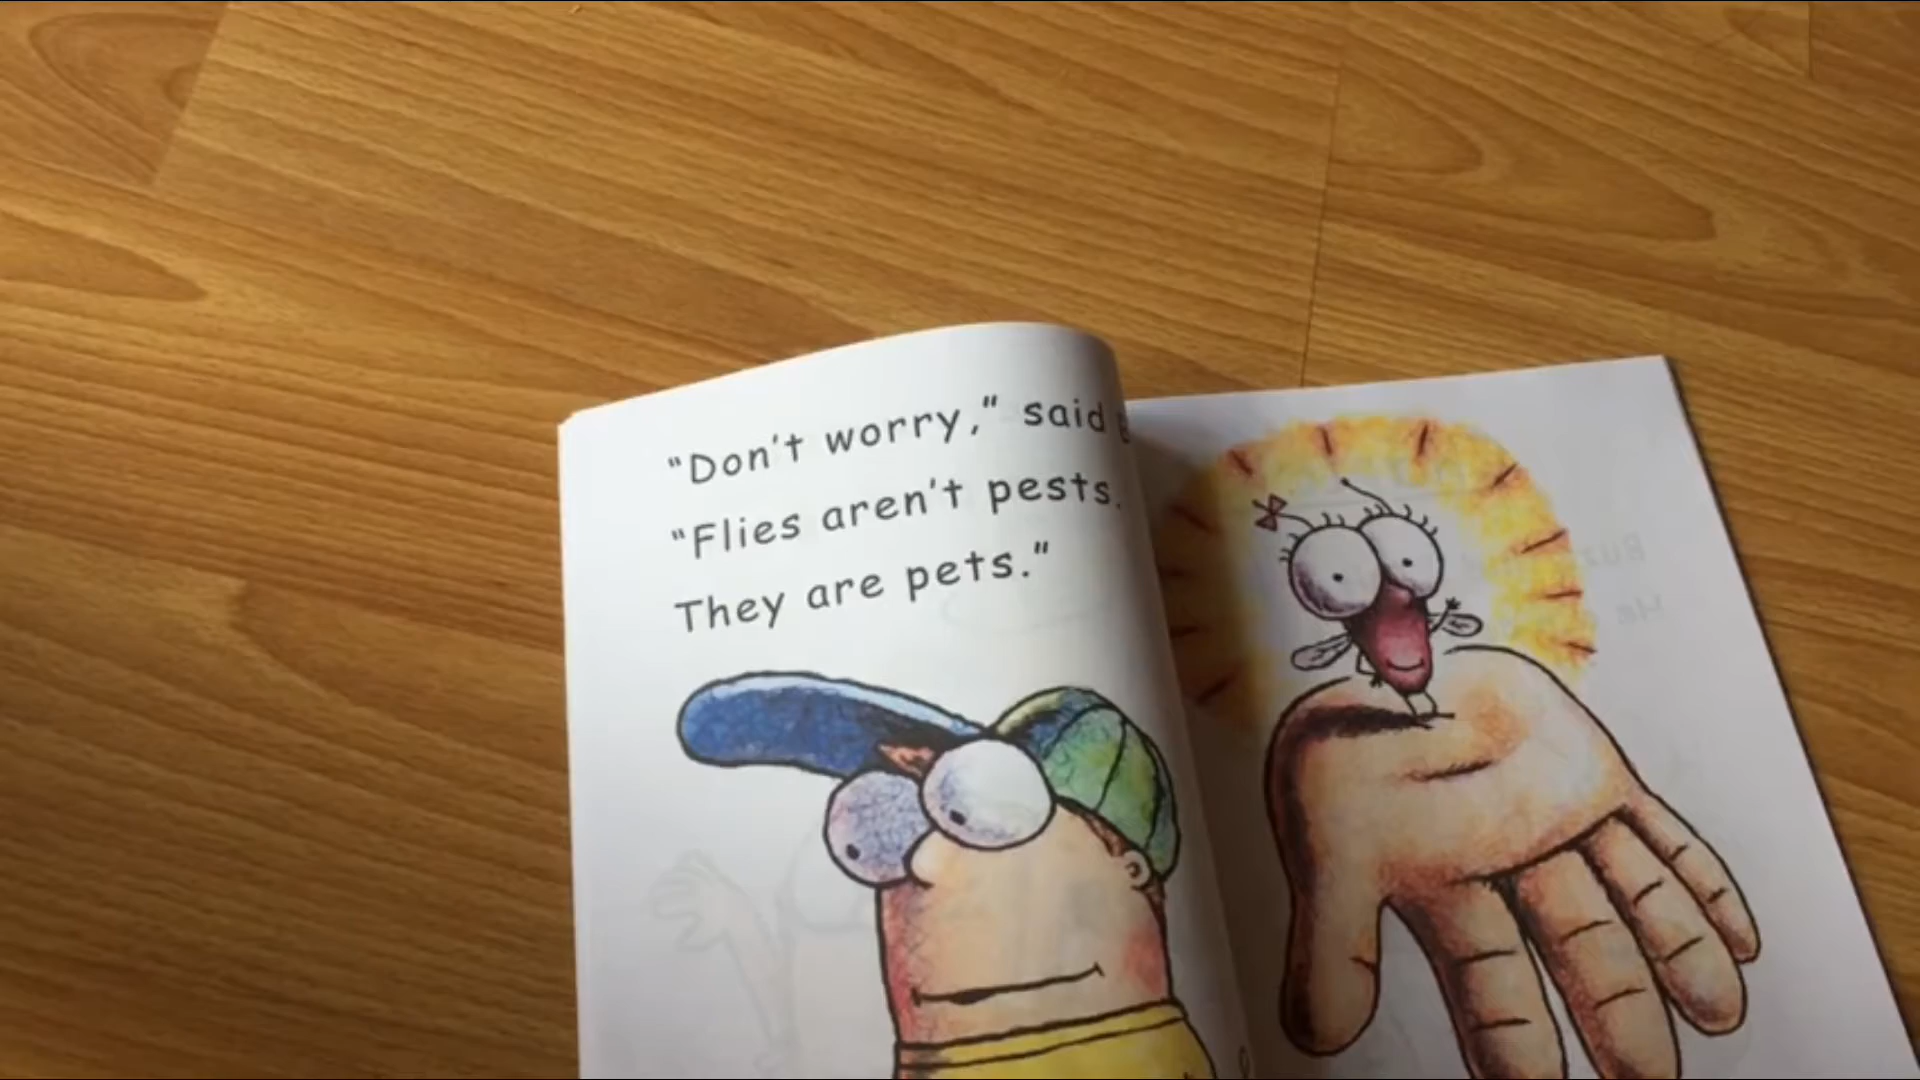 "Don't worry," said
"Flies aren't pests.
They are pets."